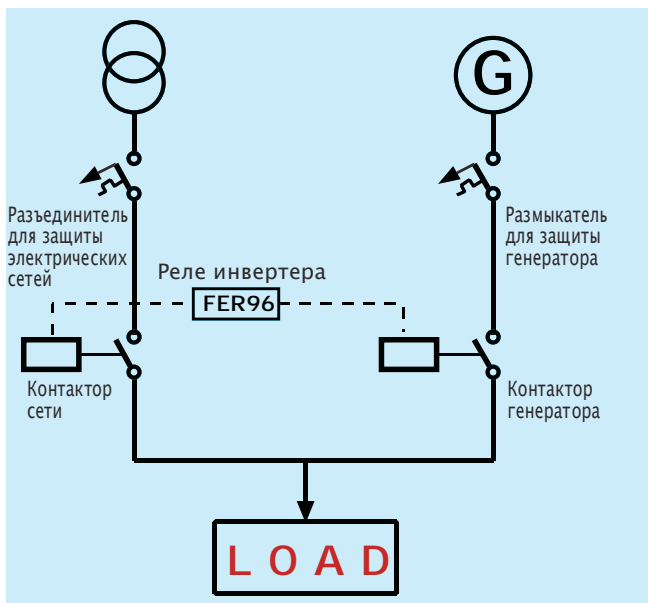 G
Разъединитель
для защиты
электрических
сетей
Размыкатель
для защиты
генератора
Реле инвертера
FER96
Контактор
сети
Контактор
генератора
LOAD